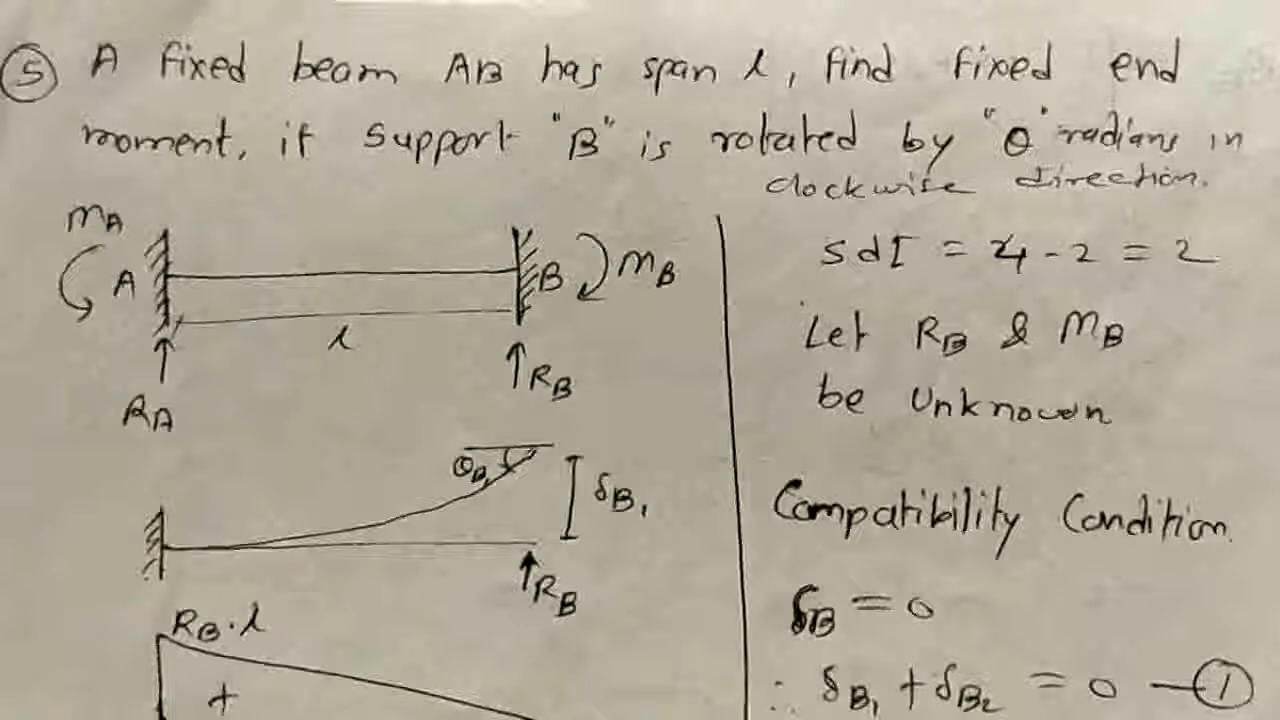 5 A fixed beam AB has span l, find fixed end
moment, if support "B" is rotated by "θ" radians in
clockwise direction.
MA
A
B
MB
l
RA
RB
θB1
δB1
RB
RB.l
+
SdI = 4 - 2 = 2
Let RB & MB
be Unknown
Compatibility Condition.
δB = 0
∴ δB1 + δB2 = 0 — 1